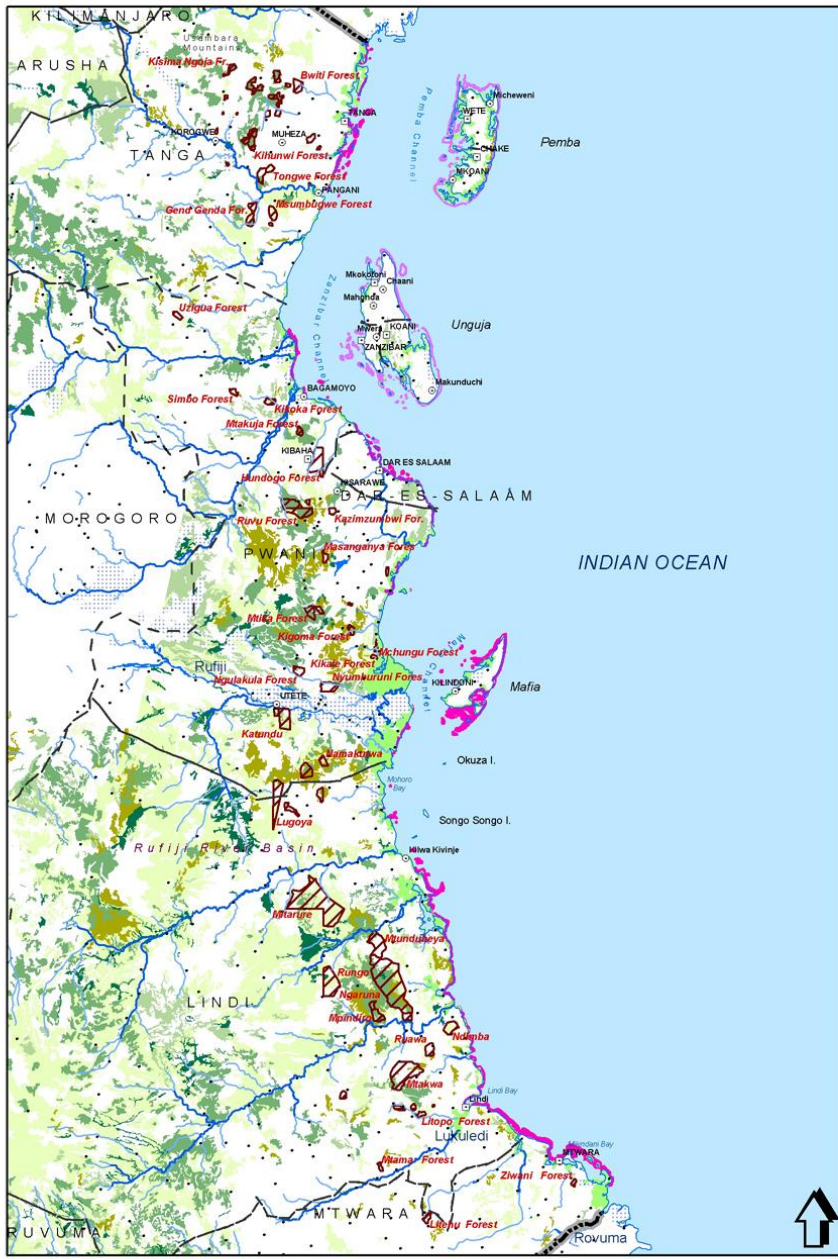 KILIMANJARO
Usambara
Mountains
ARUSHA
Kisima Ngoja Fr.
Bwiti Forest
Micheweni
WETE
TANGA
Pemba Channel
Pemba
KOROGWE
MUHEZA
CHAKE
TANGA
Kihunwi Forest
MKOANI
Tongwe Forest
PANGANI
Gend Genda For.
Msumbugwe Forest
Mkokotoni
Chaani
Zanzibar Channel
Mahonda
Uzigua Forest
Unguja
Mwera
KOANI
ZANZIBAR
Makunduchi
Simbo Forest
BAGAMOYO
Kikoka Forest
Mtakuja Forest
KIBAHA
DAR ES SALAAM
Hundogo Forest
KISARAWE
DAR-ES-SALAAM
MOROGORO
Ruvu Forest
Kazimzumbwi For.
Masanganya Fores
PWANI
INDIAN OCEAN
Mtita Forest
Kigoma Forest
Mchungu Forest
Rufiji
Kikale Forest
Ngulakula Forest
Nyumburuni Fores
Channel
KILINDONI
Mafia
UTETE
Katundu
Namakutwa
Okuza I.
Mohoro
Bay
Lugoya
Songo Songo I.
Rufiji River Basin
Kilwa Kivinje
Mitarure
Mtunduneya
Rungo
LINDI
Ngaruna
Mpindiro
Ndimba
Ruawa
Mtakwa
Lindi Bay
Lindi
Litopo Forest
Lukuledi
Mikindani Bay
Mtama Forest
MTWARA
Ziwani Forest
MTWARA
Litehu Forest
RUVUMA
Rovuma